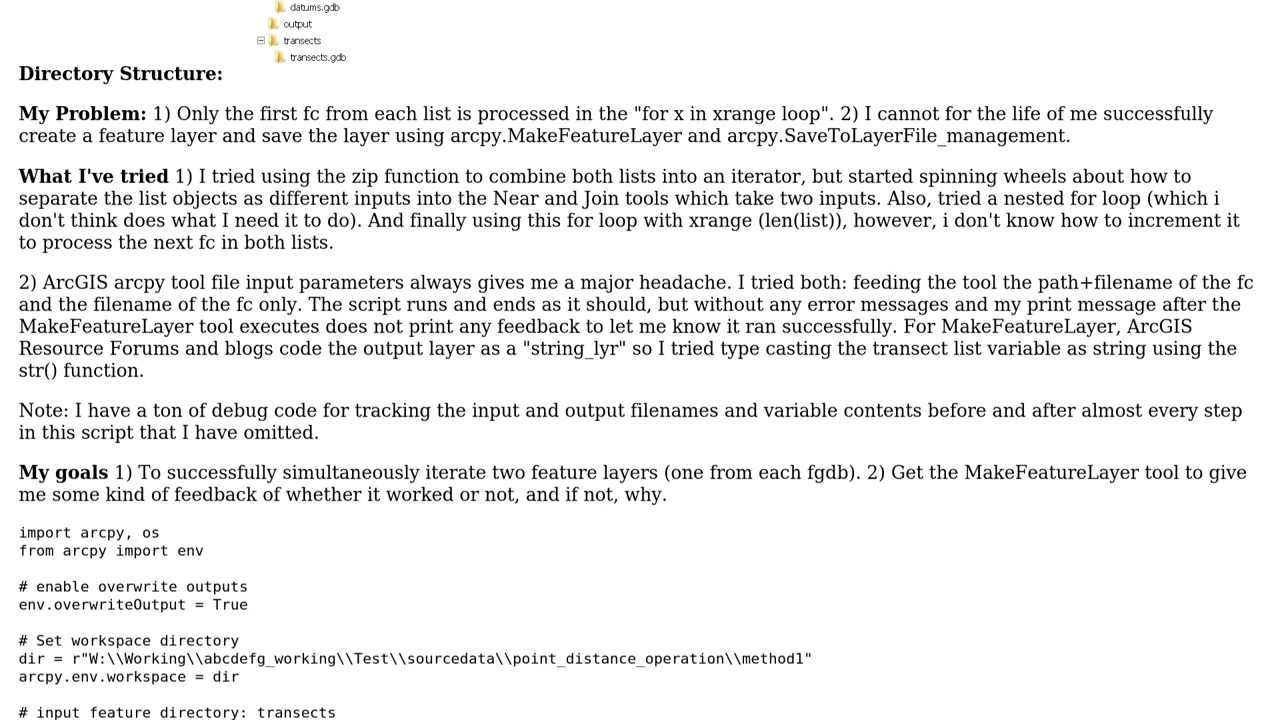 datums.gdb
output
transects
transects.gdb
Directory Structure:
My Problem: 1) Only the first fc from each list is processed in the "for x in xrange loop". 2) I cannot for the life of me successfully
create a feature layer and save the layer using arcpy.MakeFeatureLayer and arcpy.SaveToLayerFile_management.
What I've tried 1) I tried using the zip function to combine both lists into an iterator, but started spinning wheels about how to
separate the list objects as different inputs into the Near and Join tools which take two inputs. Also, tried a nested for loop (which i
don't think does what I need it to do). And finally using this for loop with xrange (len(list)), however, i don't know how to increment it
to process the next fc in both lists.
2) ArcGIS arcpy tool file input parameters always gives me a major headache. I tried both: feeding the tool the path+filename of the fc
and the filename of the fc only. The script runs and ends as it should, but without any error messages and my print message after the
MakeFeatureLayer tool executes does not print any feedback to let me know it ran successfully. For MakeFeatureLayer, ArcGIS
Resource Forums and blogs code the output layer as a "string_lyr" so I tried type casting the transect list variable as string using the
str() function.
Note: I have a ton of debug code for tracking the input and output filenames and variable contents before and after almost every step
in this script that I have omitted.
My goals 1) To successfully simultaneously iterate two feature layers (one from each fgdb). 2) Get the MakeFeatureLayer tool to give
me some kind of feedback of whether it worked or not, and if not, why.
import arcpy, os
from arcpy import env
# enable overwrite outputs
env.overwriteOutput = True
# Set workspace directory
dir = r"W:\\Working\\abcdefg_working\\Test\\sourcedata\\point_distance_operation\\method1"
arcpy.env.workspace = dir
# input feature directory: transects